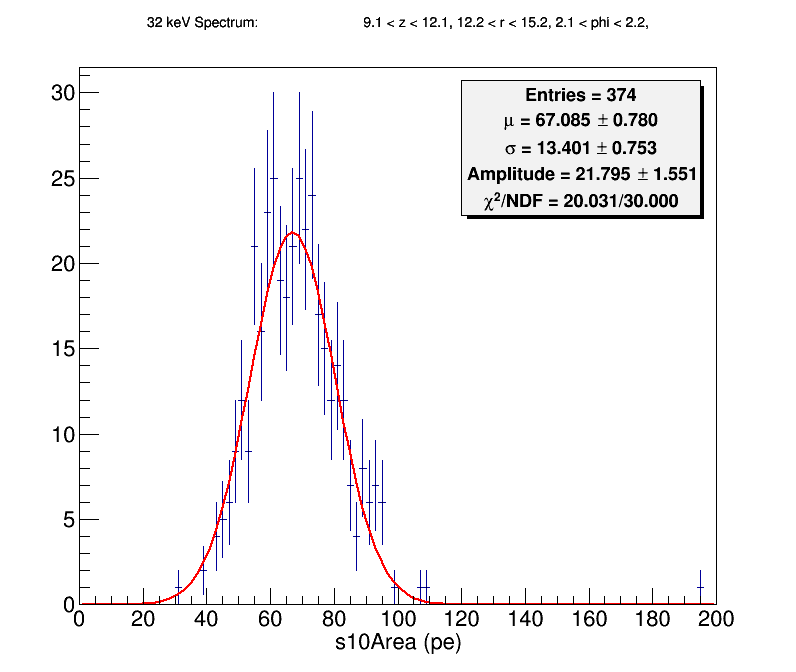 32 keV Spectrum: 9.1 < z < 12.1, 12.2 < r < 15.2, 2.1 < phi < 2.2,
Entries = 374
μ = 67.085 ± 0.780
σ = 13.401 ± 0.753
Amplitude = 21.795 ± 1.551
χ²/NDF = 20.031/30.000
30
25
20
15
10
5
0
0 20 40 60 80 100 120 140 160 180 200
s10Area (pe)